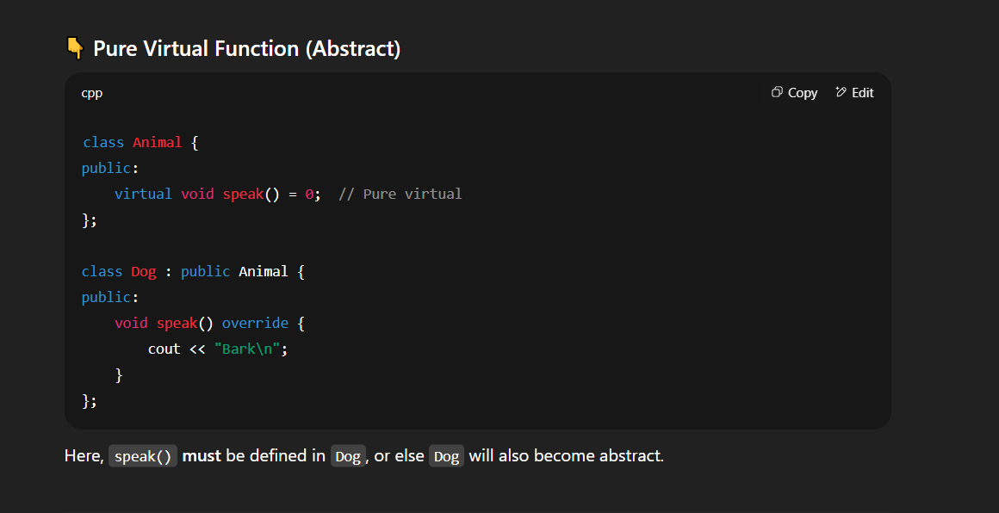 👇 Pure Virtual Function (Abstract)
cpp
Copy Edit
class Animal {
public:
    virtual void speak() = 0;  // Pure virtual
};

class Dog : public Animal {
public:
    void speak() override {
        cout << "Bark\n";
    }
};
Here, speak() must be defined in Dog, or else Dog will also become abstract.